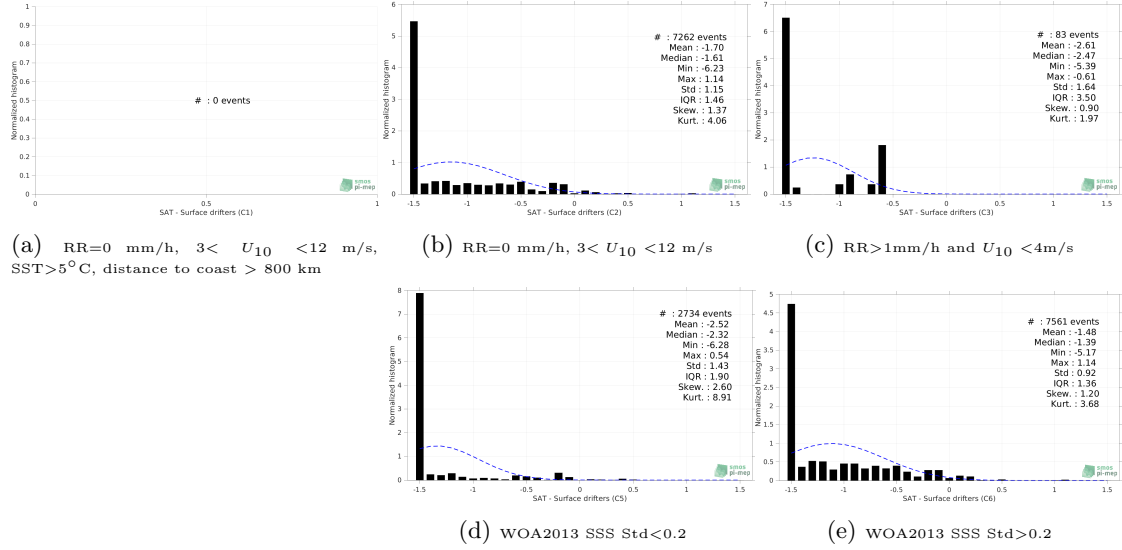 1
0.9
0.8
0.7
0.6
0.5
0.4
0.3
0.2
0.1
0
Normalized histogram
# : 0 events
smos
pi-mep
0 0.5 1
SAT - Surface drifters (C1)
(a) RR=0 mm/h, 3< U10 <12 m/s,
SST>5°C, distance to coast > 800 km
6
5
4
3
2
1
0
Normalized histogram
# : 7262 events
Mean : -1.70
Median : -1.61
Min : -6.23
Max : 1.14
Std : 1.15
IQR : 1.46
Skew. : 1.37
Kurt. : 4.06
smos
pi-mep
-1.5 -1 -0.5 0 0.5 1 1.5
SAT - Surface drifters (C2)
(b) RR=0 mm/h, 3< U10 <12 m/s
7
6
5
4
3
2
1
0
Normalized histogram
# : 83 events
Mean : -2.61
Median : -2.47
Min : -5.39
Max : -0.61
Std : 1.64
IQR : 3.50
Skew. : 0.90
Kurt. : 1.97
smos
pi-mep
-1.5 -1 -0.5 0 0.5 1 1.5
SAT - Surface drifters (C3)
(c) RR>1mm/h and U10 <4m/s
8
7
6
5
4
3
2
1
0
Normalized histogram
# : 2734 events
Mean : -2.52
Median : -2.32
Min : -6.28
Max : 0.54
Std : 1.43
IQR : 1.90
Skew. : 2.60
Kurt. : 8.91
smos
pi-mep
-1.5 -1 -0.5 0 0.5 1 1.5
SAT - Surface drifters (C5)
(d) WOA2013 SSS Std<0.2
5
4.5
4
3.5
3
2.5
2
1.5
1
0.5
0
Normalized histogram
# : 7561 events
Mean : -1.48
Median : -1.39
Min : -5.17
Max : 1.14
Std : 0.92
IQR : 1.36
Skew. : 1.20
Kurt. : 3.68
smos
pi-mep
-1.5 -1 -0.5 0 0.5 1 1.5
SAT - Surface drifters (C6)
(e) WOA2013 SSS Std>0.2